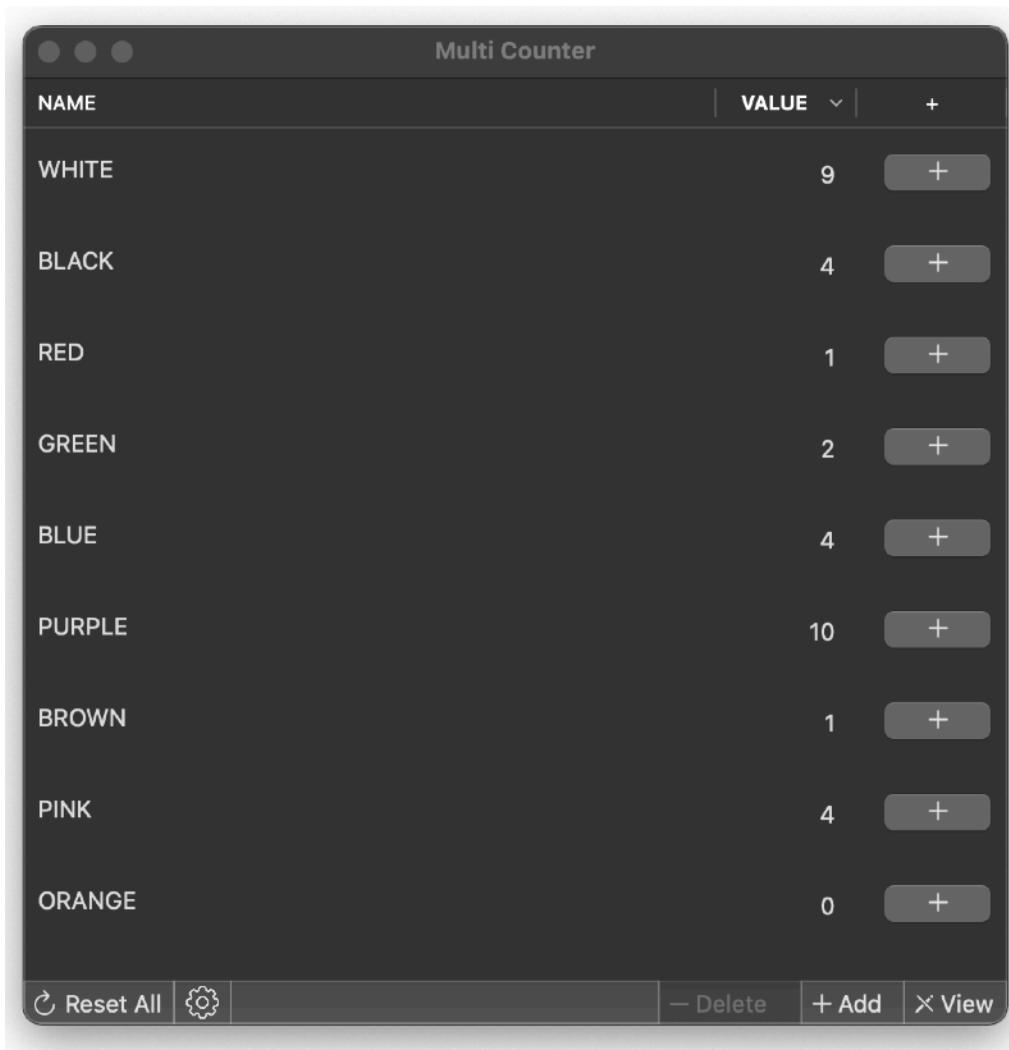 Multi Counter
NAME VALUE +
WHITE 9 +
BLACK 4 +
RED 1 +
GREEN 2 +
BLUE 4 +
PURPLE 10 +
BROWN 1 +
PINK 4 +
ORANGE 0 +
Reset All — Delete + Add View